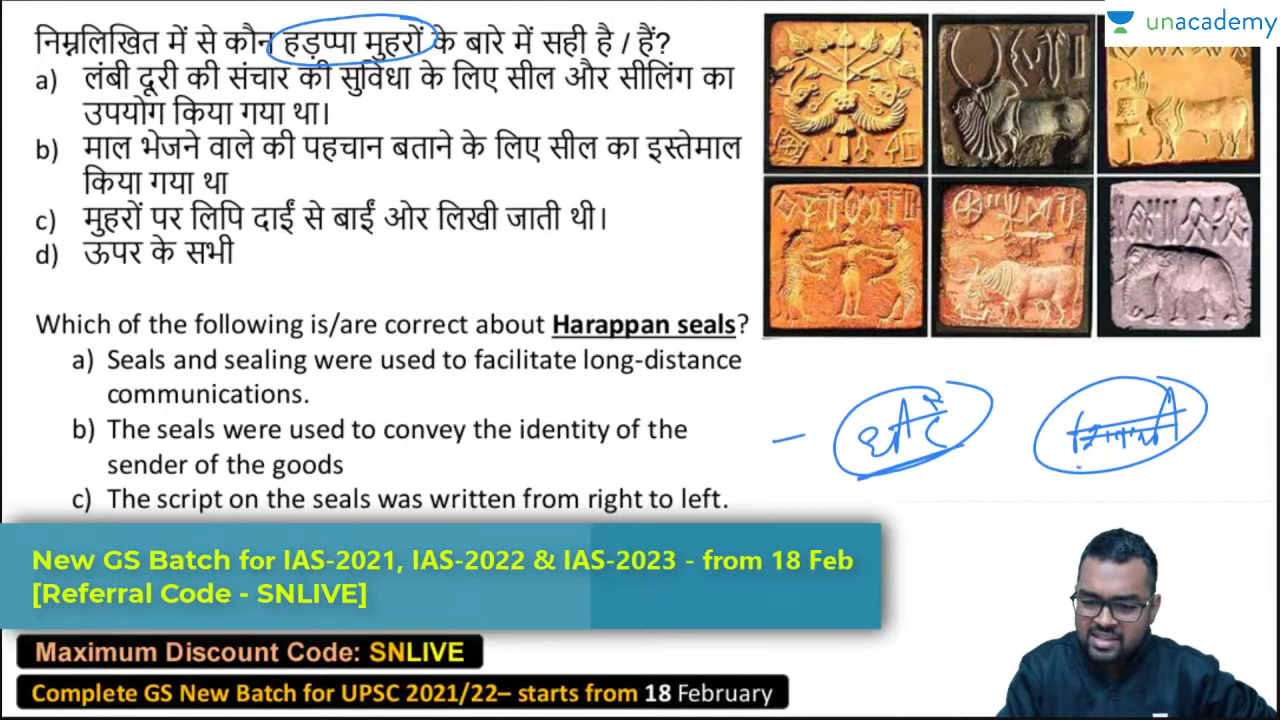 unacademy
निम्नलिखित में से कौन हड़प्पा मुहरों के बारे में सही है / हैं?
a) लंबी दूरी की संचार की सुविधा के लिए सील और सीलिंग का
उपयोग किया गया था।
b) माल भेजने वाले की पहचान बताने के लिए सील का इस्तेमाल
किया गया था
c) मुहरों पर लिपि दाईं से बाईं ओर लिखी जाती थी।
d) ऊपर के सभी
Which of the following is/are correct about Harappan seals?
a) Seals and sealing were used to facilitate long-distance
communications.
b) The seals were used to convey the identity of the
sender of the goods
c) The script on the seals was written from right to left.
New GS Batch for IAS-2021, IAS-2022 & IAS-2023 - from 18 Feb
[Referral Code - SNLIVE]
Maximum Discount Code: SNLIVE
Complete GS New Batch for UPSC 2021/22– starts from 18 February